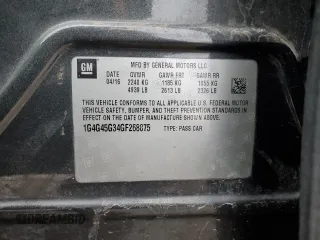 GM
MFD BY GENERAL MOTORS LLC
04/16 GVWR GAWR FRT GAWR RR
2240 KG 1185 KG 1055 KG
4938 LB 2613 LB 2326 LB
THIS VEHICLE CONFORMS TO ALL APPLICABLE U.S. FEDERAL MOTOR
VEHICLE SAFETY, BUMPER, AND THEFT PREVENTION STANDARDS IN
EFFECT ON THE DATE OF MANUFACTURE SHOWN ABOVE.
1G4G45G34GF268675 TYPE: PASS CAR